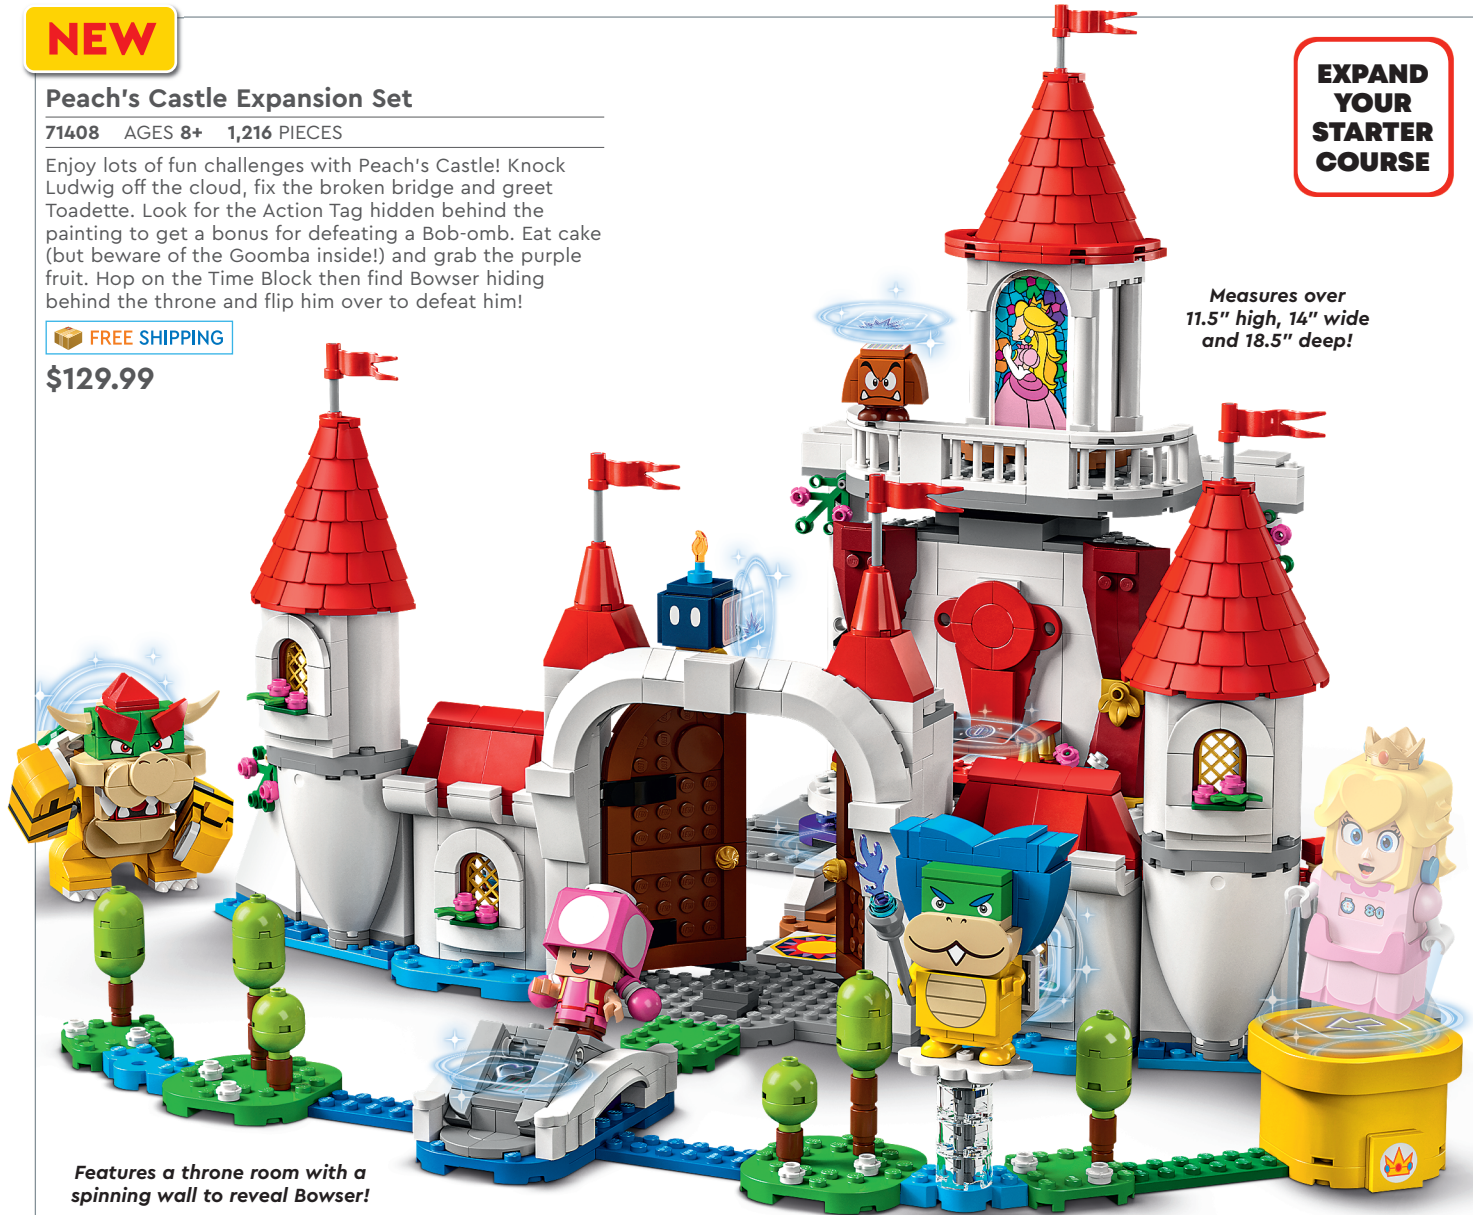 NEW
Peach's Castle Expansion Set
71408 AGES 8+ 1,216 PIECES
Enjoy lots of fun challenges with Peach's Castle! Knock
Ludwig off the cloud, fix the broken bridge and greet
Toadette. Look for the Action Tag hidden behind the
painting to get a bonus for defeating a Bob-omb. Eat cake
(but beware of the Goomba inside!) and grab the purple
fruit. Hop on the Time Block then find Bowser hiding
behind the throne and flip him over to defeat him!
FREE SHIPPING
$129.99
EXPAND
YOUR
STARTER
COURSE
Measures over
11.5" high, 14" wide
and 18.5" deep!
80
Features a throne room with a
spinning wall to reveal Bowser!